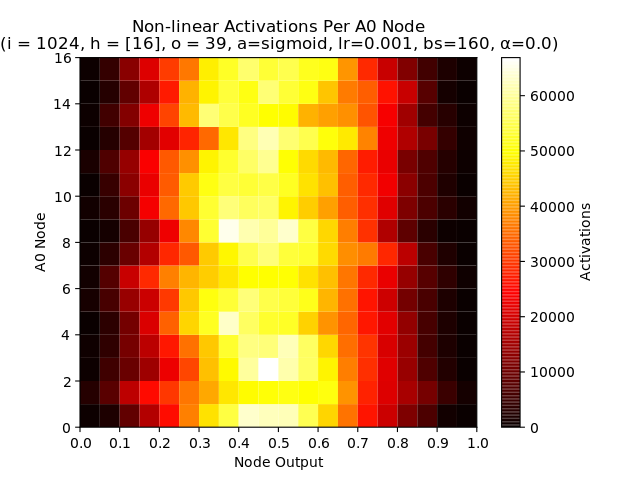 Non-linear Activations Per A0 Node
(i = 1024, h = [16], o = 39, a=sigmoid, lr=0.001, bs=160, α=0.0)
16
14
12
10
8
6
4
2
0
A0 Node
0.0 0.1 0.2 0.3 0.4 0.5 0.6 0.7 0.8 0.9 1.0
Node Output
60000
50000
40000
30000
20000
10000
0
Activations